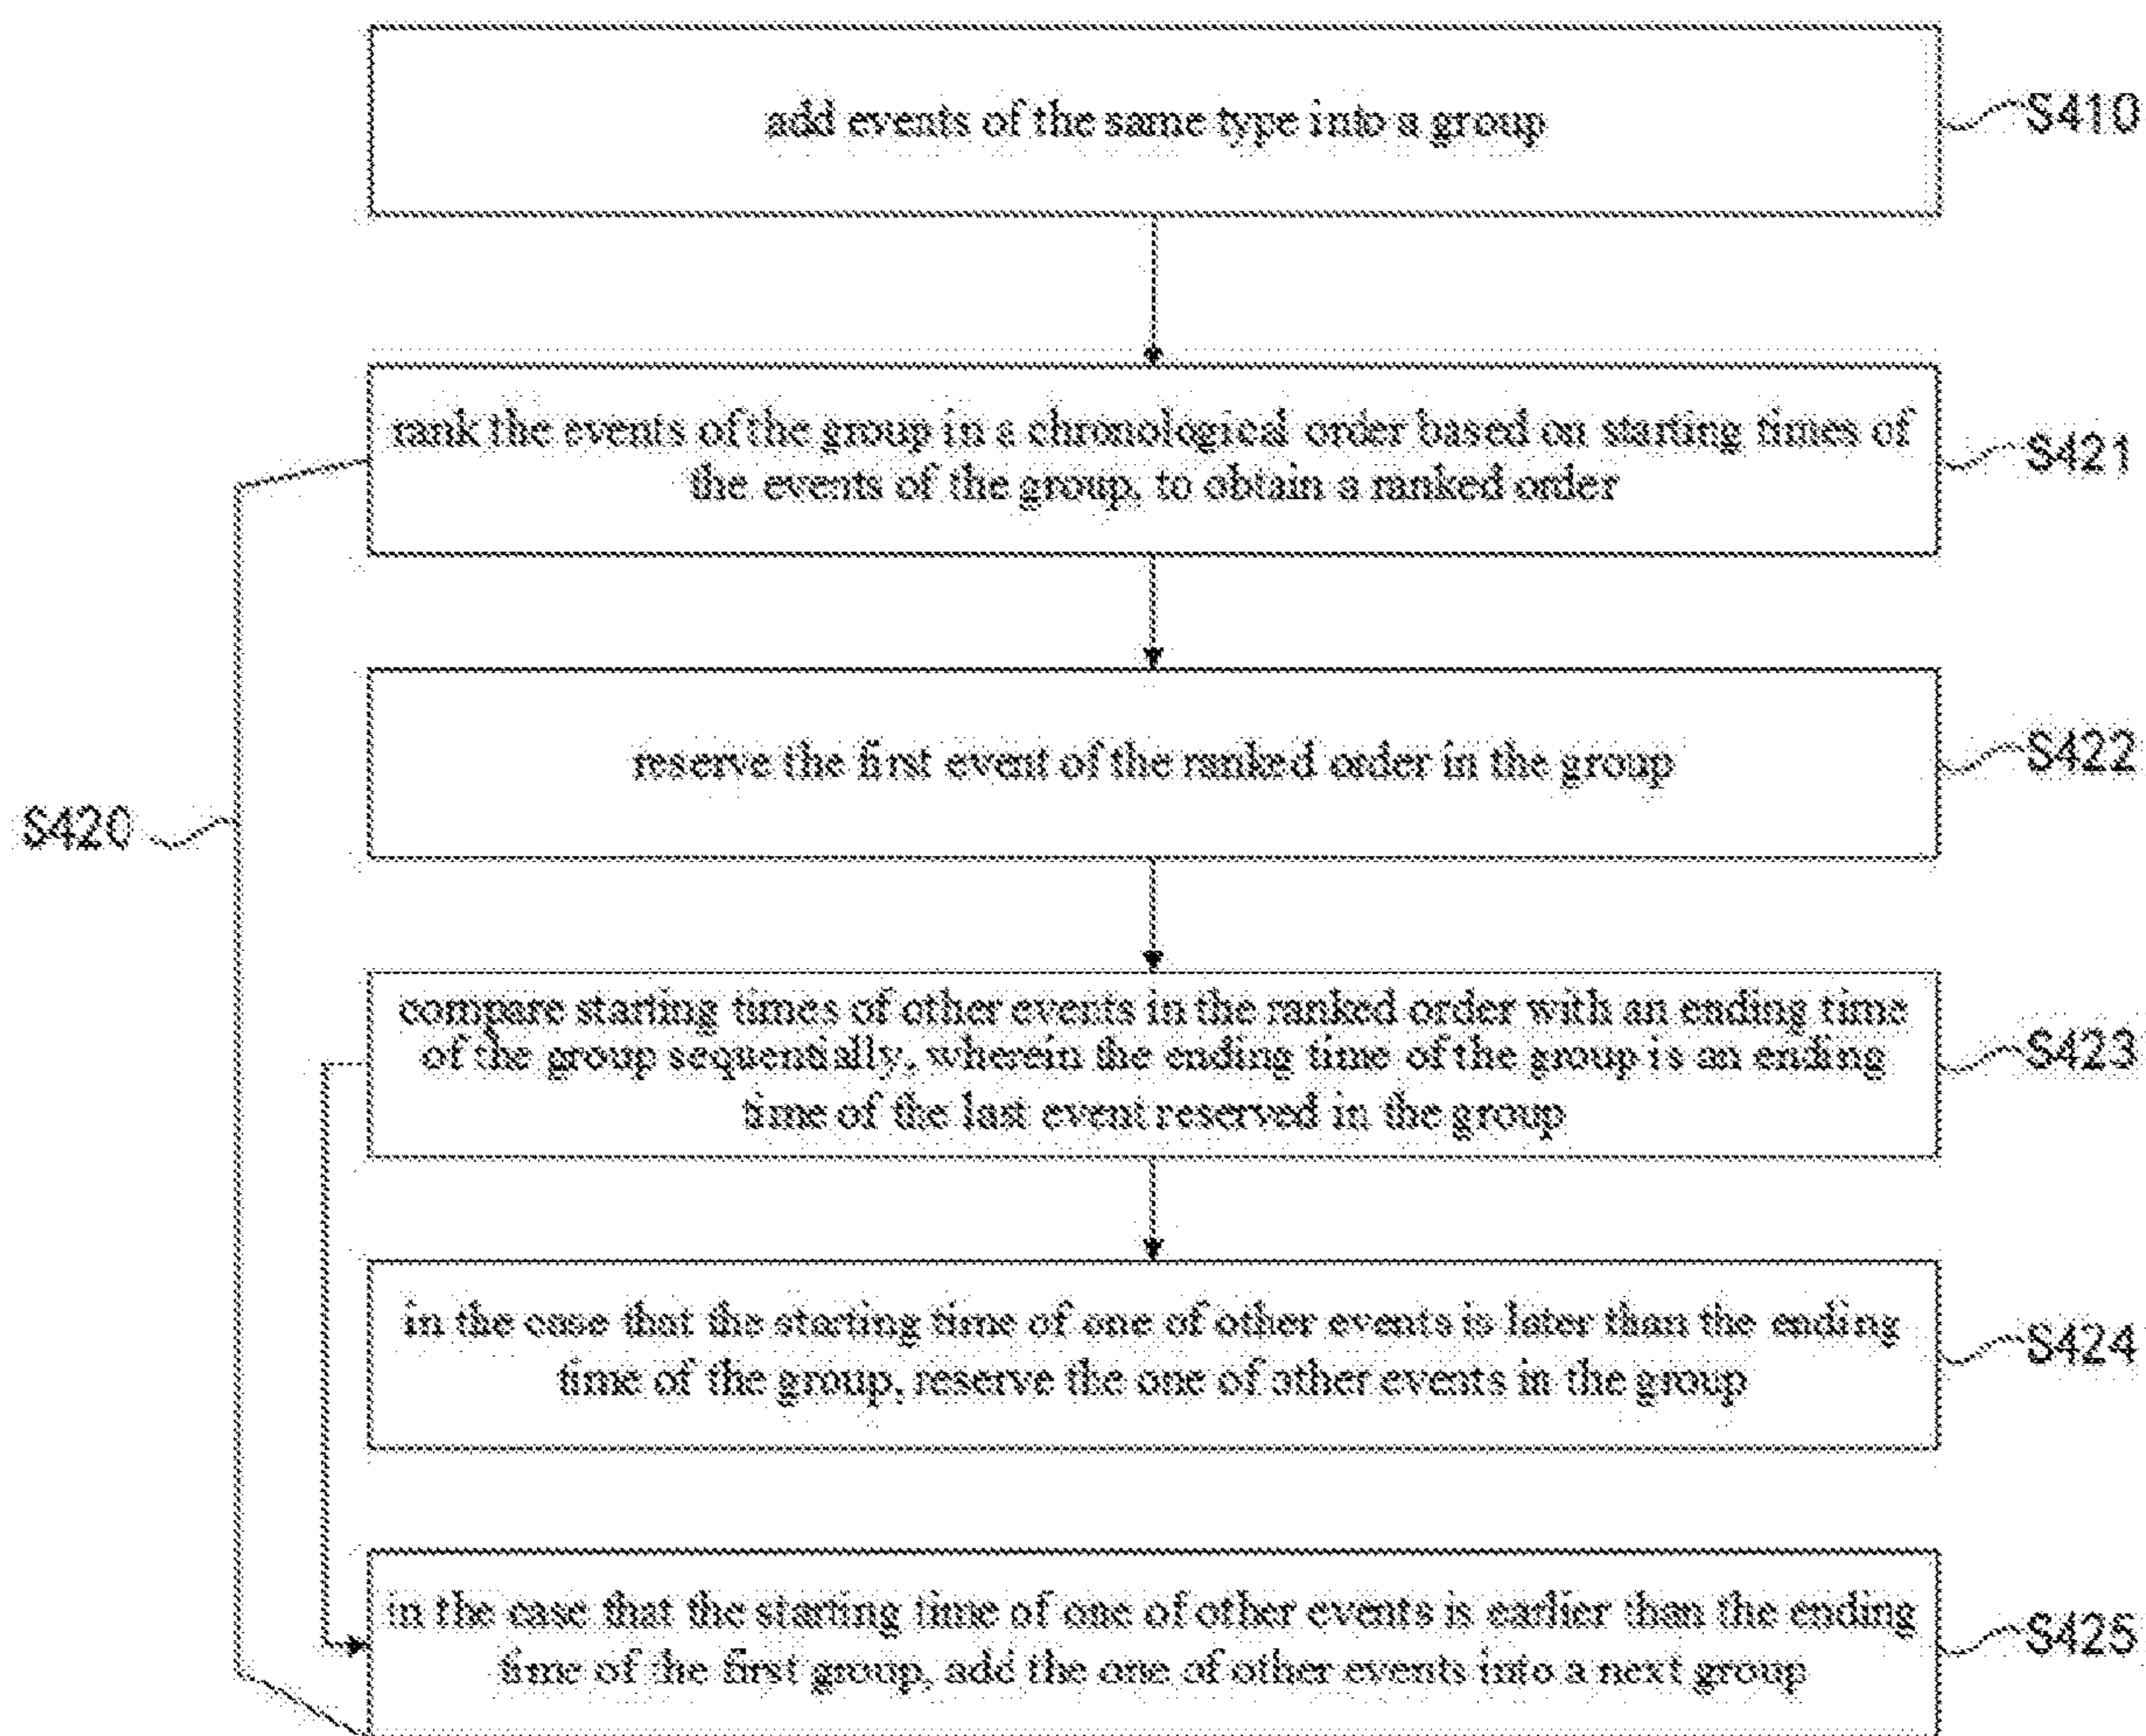 add events of the same type into a group
S410
rank the events of the group in a chronological order based on starting times of
the events of the group, to obtain a ranked order
S421
reserve the first event of the ranked order in the group
S422
S420
compare starting times of other events in the ranked order with an ending time
of the group sequentially, wherein the ending time of the group is an ending
time of the last event reserved in the group
S423
in the case that the starting time of one of other events is later than the ending
time of the group, reserve the one of other events in the group
S424
in the case that the starting time of one of other events is earlier than the ending
time of the first group, add the one of other events into a next group
S425